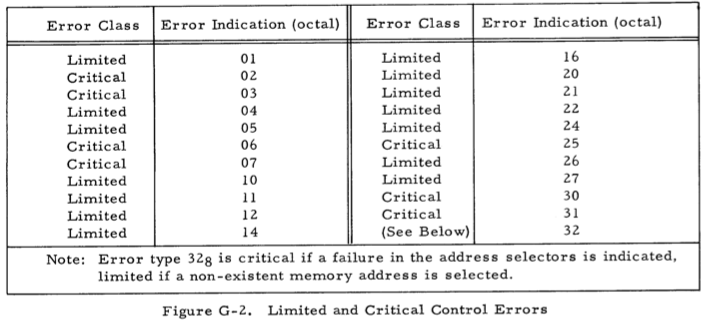 Error Class Error Indication (octal) Error Class Error Indication (octal)
Limited 01 Limited 16
Critical 02 Limited 20
Critical 03 Limited 21
Limited 04 Limited 22
Limited 05 Limited 24
Critical 06 Critical 25
Critical 07 Limited 26
Limited 10 Limited 27
Limited 11 Critical 30
Limited 12 Critical 31
Limited 14 (See Below) 32
Note: Error type 32₈ is critical if a failure in the address selectors is indicated,
limited if a non-existent memory address is selected.
Figure G-2. Limited and Critical Control Errors